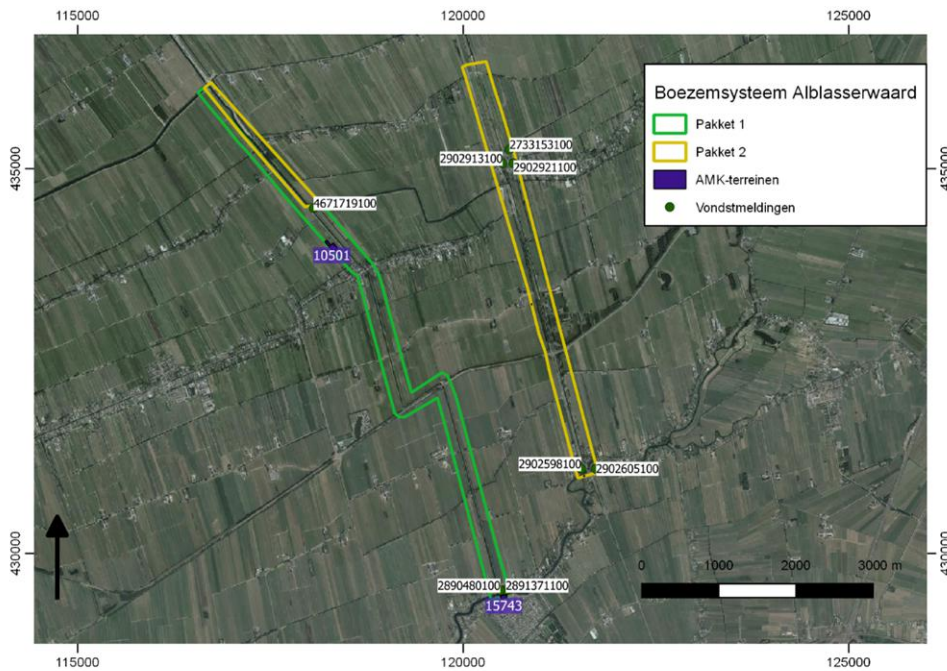 115000 120000 125000
Boezemsysteem Alblasserwaard
Pakket 1
Pakket 2
AMK-terreinen
Vondstmeldingen
2733153100
2902913100
2902921100
435000 435000
4671719100
10501
2902598100
2902605100
430000 430000
0 1000 2000 3000 m
2890480100 2891371100
15743
115000 120000 125000